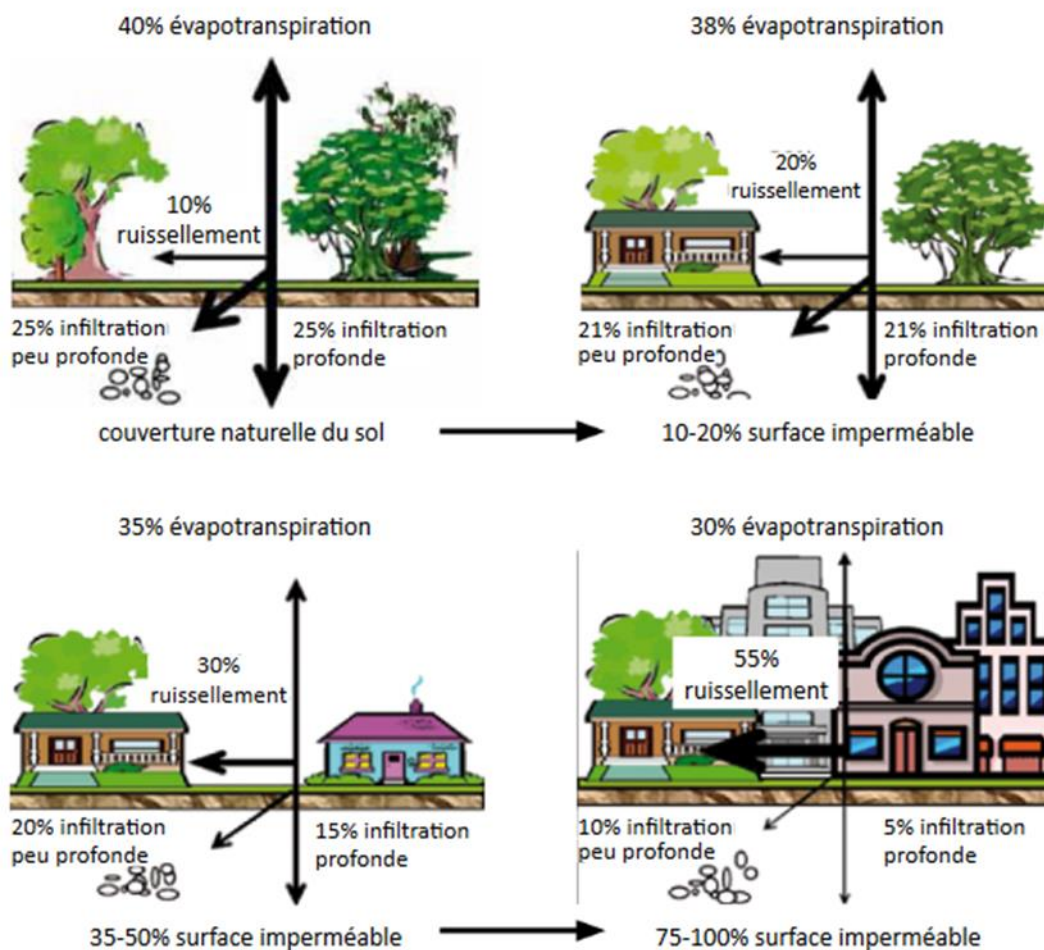 40% évapotranspiration
10%
ruissellement
25% infiltration
peu profonde
25% infiltration
profonde
couverture naturelle du sol
38% évapotranspiration
20%
ruissellement
21% infiltration
peu profonde
21% infiltration
profonde
10-20% surface imperméable
35% évapotranspiration
30%
ruissellement
20% infiltration
peu profonde
15% infiltration
profonde
35-50% surface imperméable
30% évapotranspiration
55%
ruissellement
10% infiltration
peu profonde
5% infiltration
profonde
75-100% surface imperméable